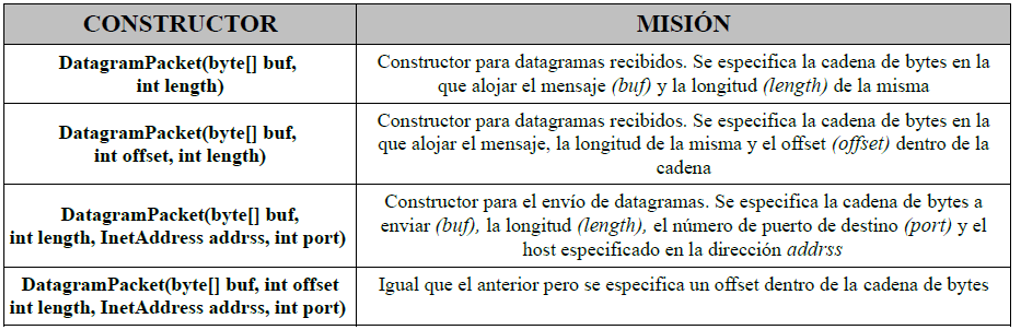 CONSTRUCTOR
MISIÓN
DatagramPacket(byte[] buf,
int length)
Constructor para datagramas recibidos. Se especifica la cadena de bytes en la
que alojar el mensaje (buf) y la longitud (length) de la misma
DatagramPacket(byte[] buf,
int offset, int length)
Constructor para datagramas recibidos. Se especifica la cadena de bytes en la
que alojar el mensaje, la longitud de la misma y el offset (offset) dentro de la
cadena
DatagramPacket(byte[] buf,
int length, InetAddress addrss, int port)
Constructor para el envío de datagramas. Se especifica la cadena de bytes a
enviar (buf), la longitud (length), el número de puerto de destino (port) y el
host especificado en la dirección addrss
DatagramPacket(byte[] buf, int offset
int length, InetAddress addrss, int port)
Igual que el anterior pero se especifica un offset dentro de la cadena de bytes